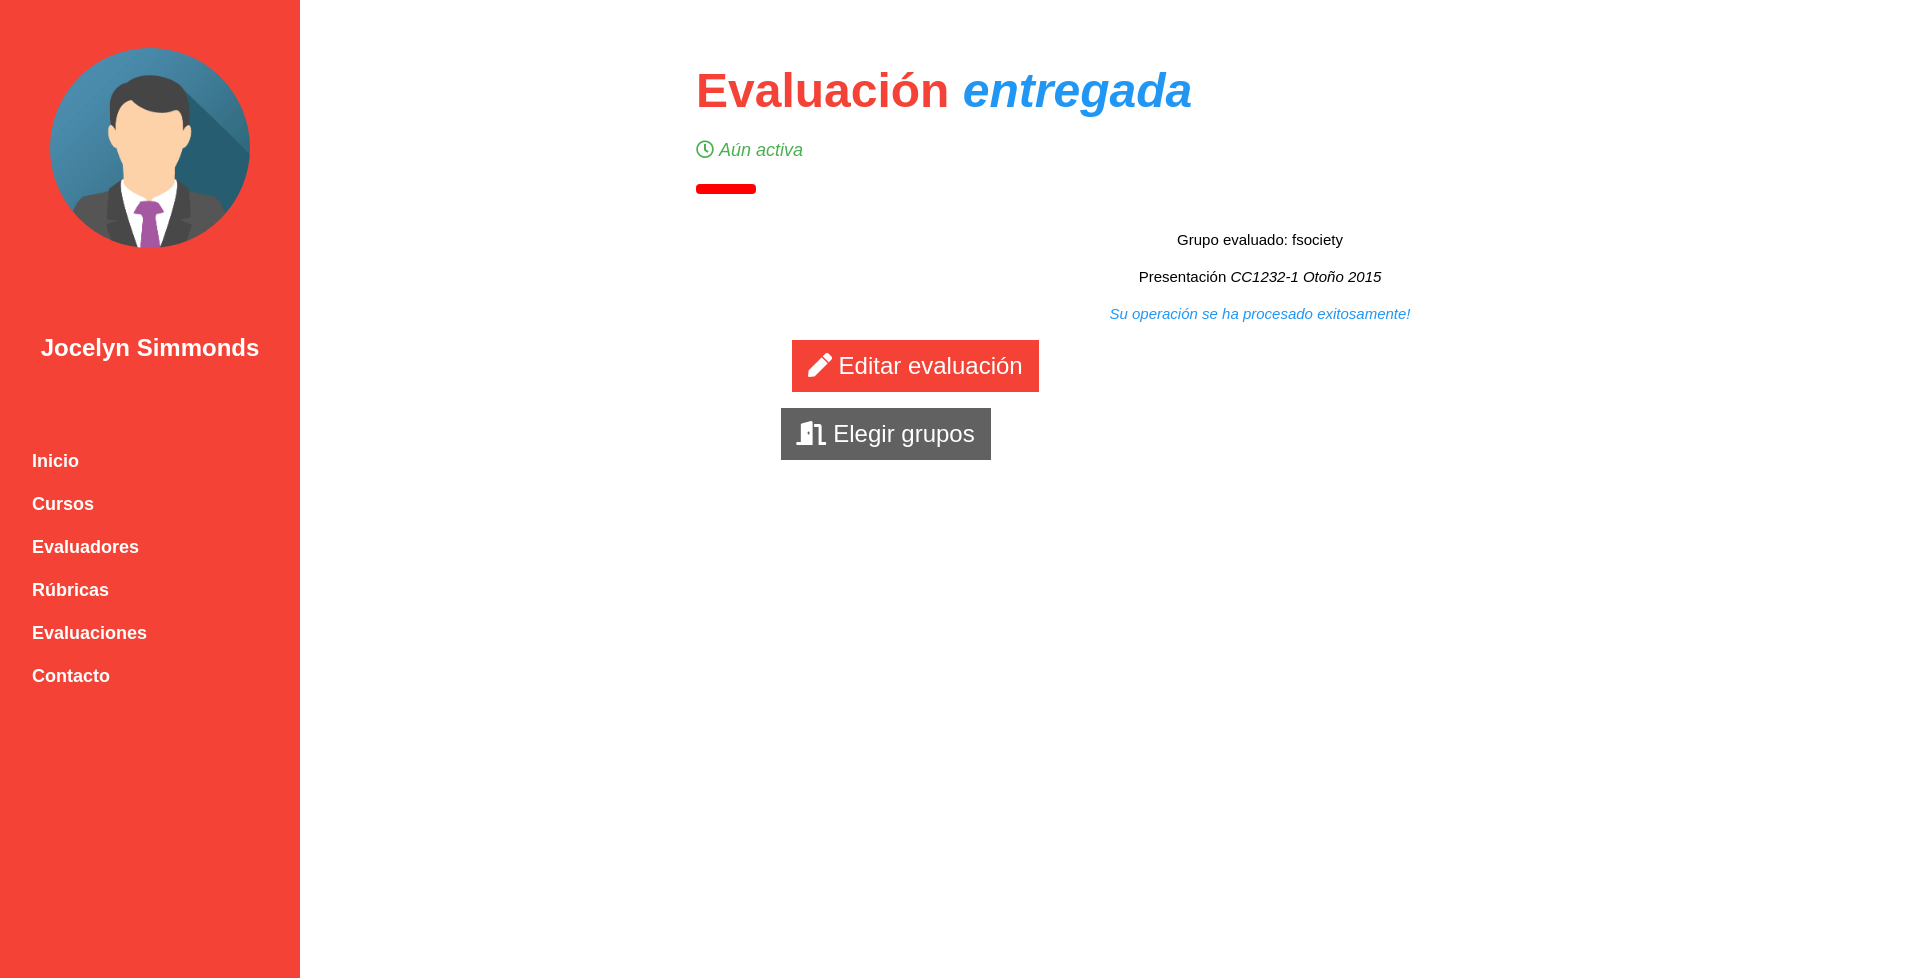 Jocelyn Simmonds
Inicio
Cursos
Evaluadores
Rúbricas
Evaluaciones
Contacto
Evaluación entregada
Aún activa
Grupo evaluado: fsociety
Presentación CC1232-1 Otoño 2015
Su operación se ha procesado exitosamente!
Editar evaluación
Elegir grupos